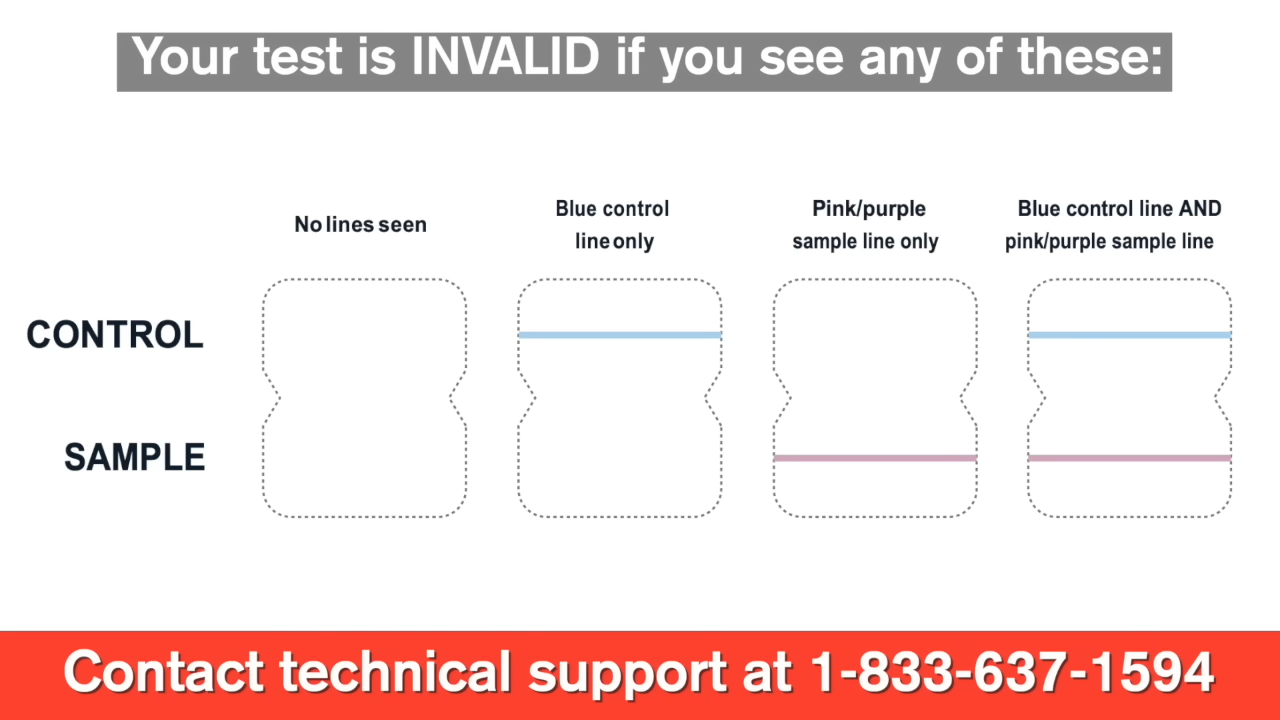 Your test is INVALID if you see any of these:
No lines seen
Blue control
line only
Pink/purple
sample line only
Blue control line AND
pink/purple sample line
CONTROL
SAMPLE
Contact technical support at 1-833-637-1594